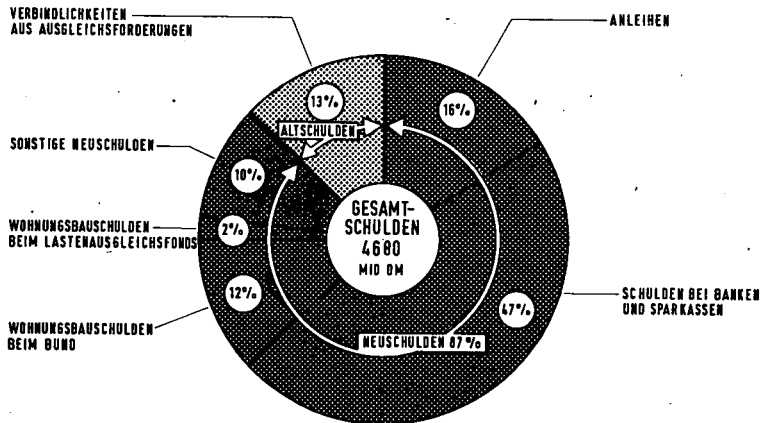 VERBINDLICHKEITEN
AUS AUSGLEICHSFORDERUNGEN
ANLEIHEN
13%
16%
ALTSCHULDEN
SONSTIGE NEUSCHULDEN
10%
GESAMT-
SCHULDEN
4680
MIO DM
WOHNUNGSBAUSCHULDEN
BEIM LASTENAUSGLEICHSFONDS
2%
12%
47%
SCHULDEN BEI BANKEN
UND SPARKASSEN
WOHNUNGSBAUSCHULDEN
BEIM BUND
NEUSCHULDEN 87%